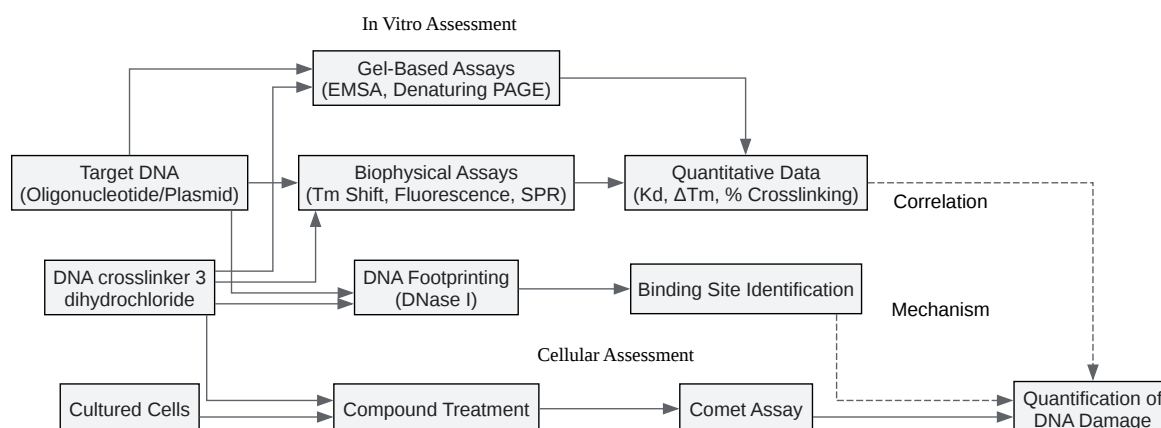 In Vitro Assessment
Gel-Based Assays
(EMSA, Denaturing PAGE)
Target DNA
(Oligonucleotide/Plasmid)
Biophysical Assays
(Tm Shift, Fluorescence, SPR)
Quantitative Data
(Kd, ΔTm, % Crosslinking)
Correlation
DNA crosslinker 3
dihydrochloride
DNA Footprinting
(DNase I)
Binding Site Identification
Mechanism
Cellular Assessment
Cultured Cells
Compound Treatment
Comet Assay
Quantification of
DNA Damage